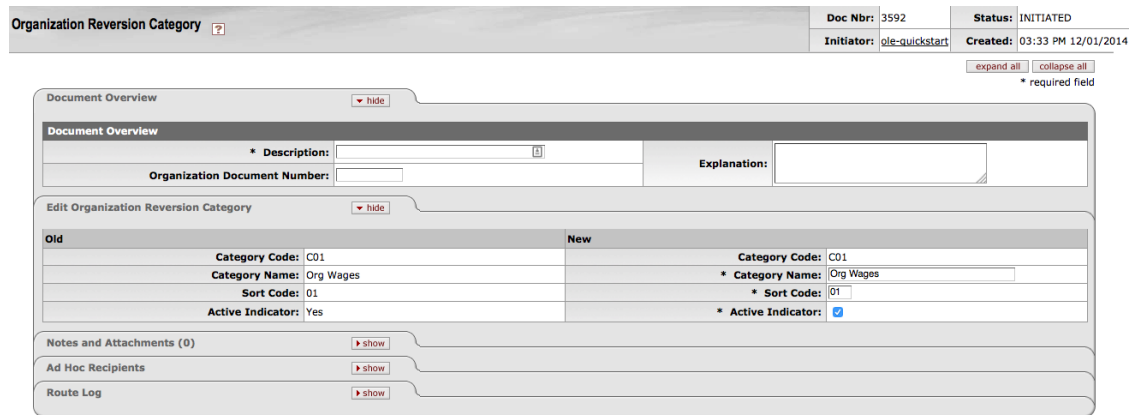 Organization Reversion Category ?
Doc Nbr: 3592 Status: INITIATED
Initiator: ole-quickstart Created: 03:33 PM 12/01/2014
expand all collapse all
* required field
Document Overview hide
Document Overview
* Description:
Explanation:
Organization Document Number:
Edit Organization Reversion Category hide
Old New
Category Code: C01 Category Code: C01
Category Name: Org Wages * Category Name: Org Wages
Sort Code: 01 * Sort Code: 01
Active Indicator: Yes * Active Indicator:
Notes and Attachments (0) show
Ad Hoc Recipients show
Route Log show